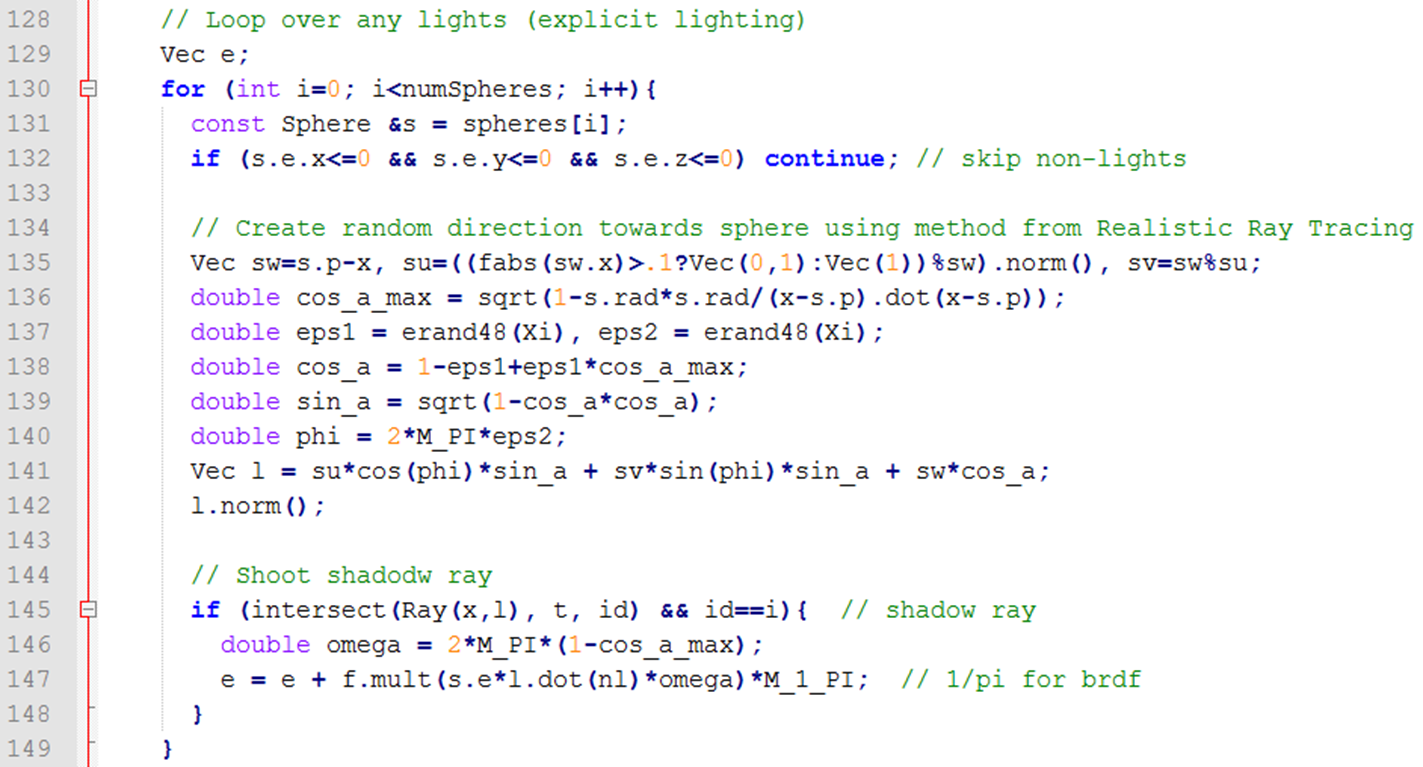 128 // Loop over any lights (explicit lighting)
129 Vec e;
130 for (int i=0; i<numSpheres; i++){
131 const Sphere &s = spheres[i];
132 if (s.e.x<=0 && s.e.y<=0 && s.e.z<=0) continue; // skip non-lights
133
134 // Create random direction towards sphere using method from Realistic Ray Tracing
135 Vec sw=s.p-x, su=((fabs(sw.x)>.1?Vec(0,1):Vec(1))%sw).norm(), sv=sw%su;
136 double cos_a_max = sqrt(1-s.rad*s.rad/(x-s.p).dot(x-s.p));
137 double eps1 = erand48(Xi), eps2 = erand48(Xi);
138 double cos_a = 1-eps1+eps1*cos_a_max;
139 double sin_a = sqrt(1-cos_a*cos_a);
140 double phi = 2*M_PI*eps2;
141 Vec l = su*cos(phi)*sin_a + sv*sin(phi)*sin_a + sw*cos_a;
142 l.norm();
143
144 // Shoot shadodw ray
145 if (intersect(Ray(x,l), t, id) && id==i){ // shadow ray
146 double omega = 2*M_PI*(1-cos_a_max);
147 e = e + f.mult(s.e*l.dot(nl)*omega)*M_1_PI; // 1/pi for brdf
148 }
149 }